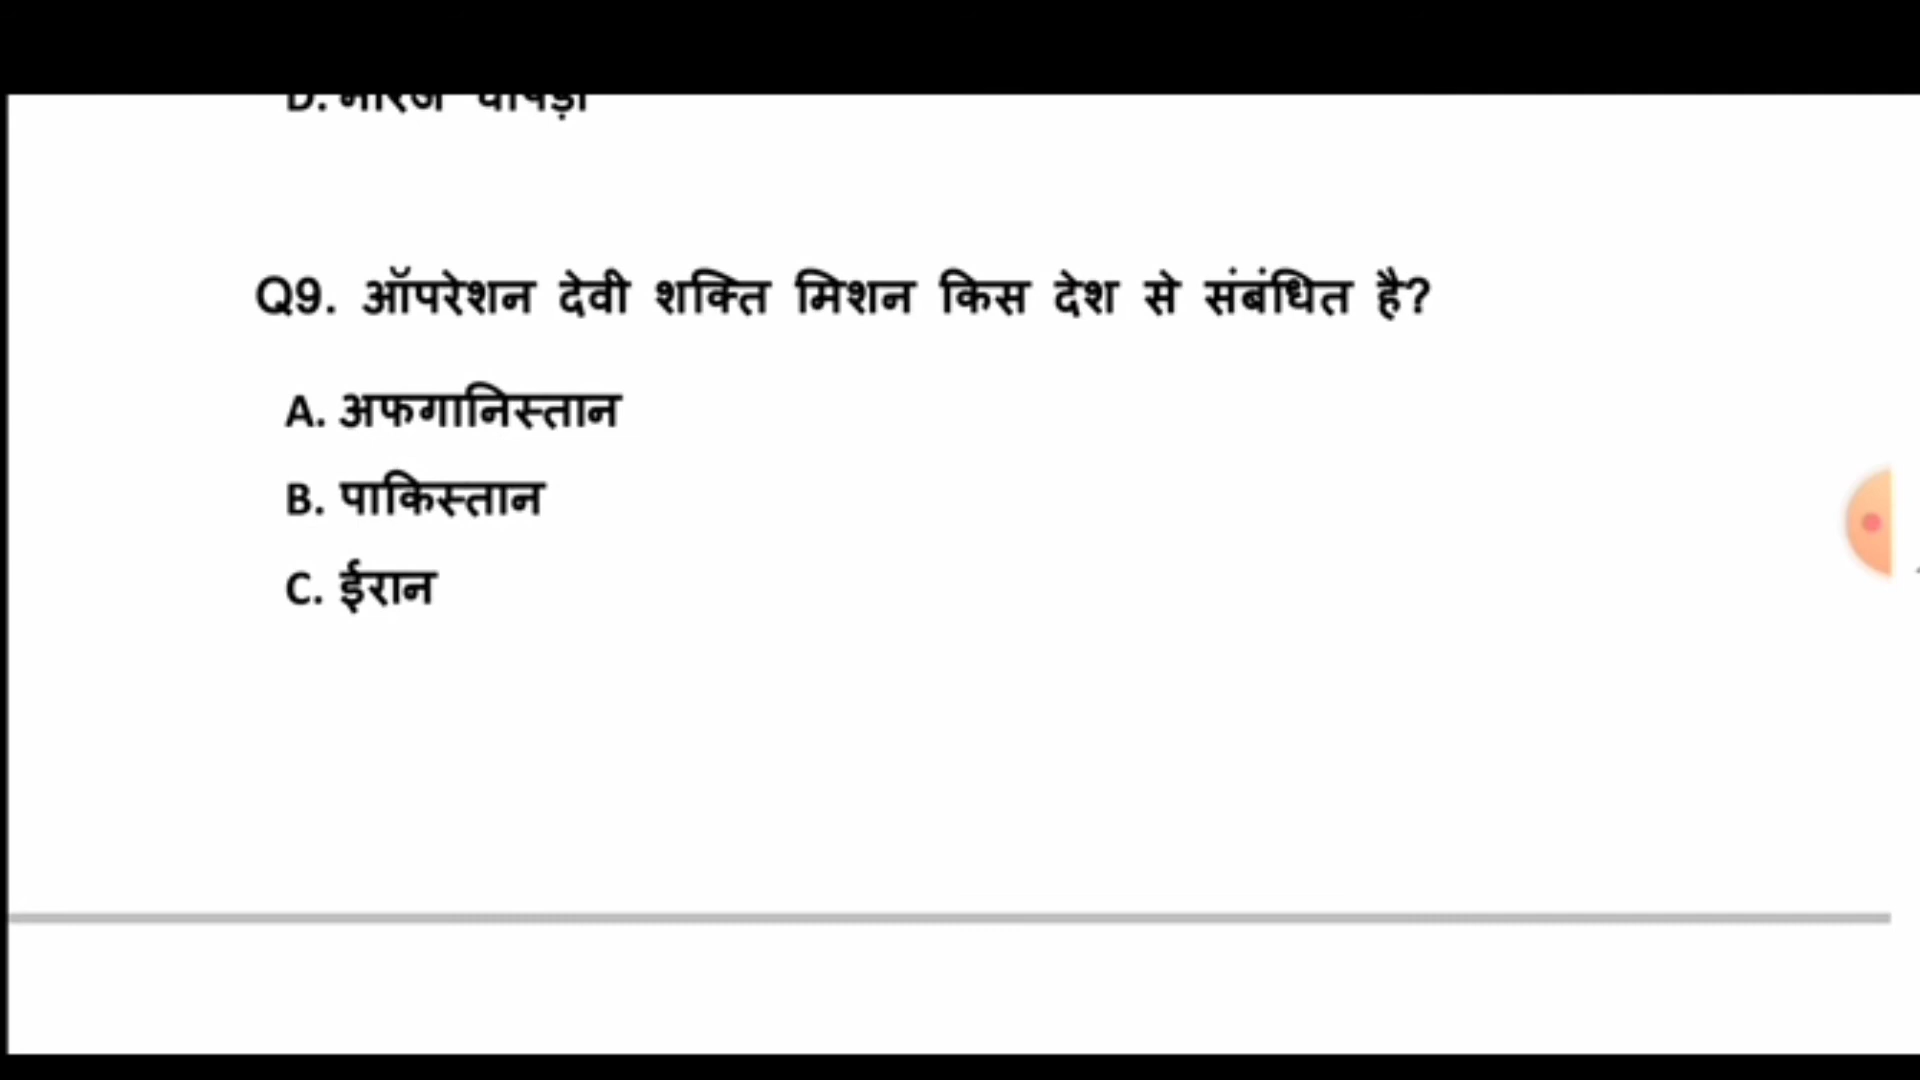 Q9. ऑपरेशन देवी शक्ति मिशन किस देश से संबंधित है?
A. अफगानिस्तान
B. पाकिस्तान
C. ईरान